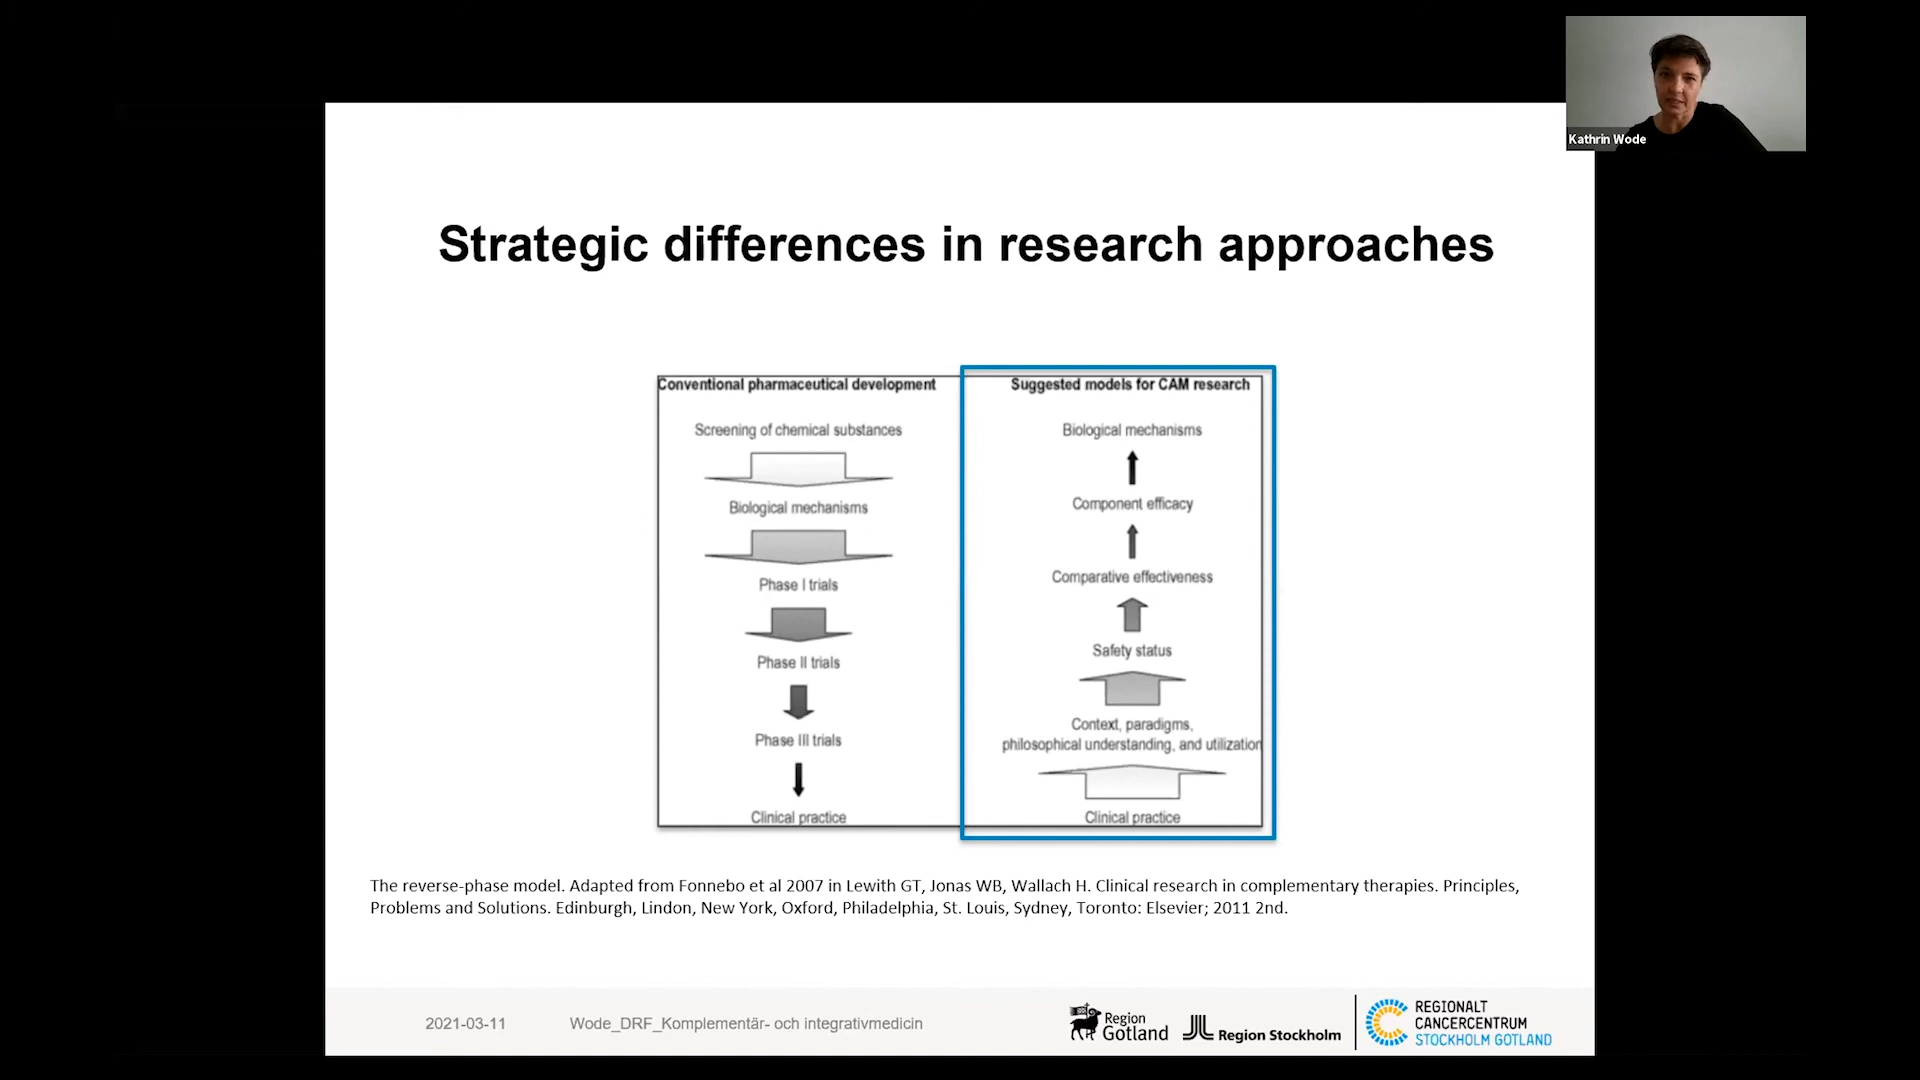 Kathrin Wode
Strategic differences in research approaches
Conventional pharmaceutical development
Screening of chemical substances
Biological mechanisms
Phase I trials
Phase II trials
Phase III trials
Clinical practice
Suggested models for CAM research
Biological mechanisms
Component efficacy
Comparative effectiveness
Safety status
Context, paradigms,
philosophical understanding, and utilization
Clinical practice
The reverse-phase model. Adapted from Fonnebo et al 2007 in Lewith GT, Jonas WB, Wallach H. Clinical research in complementary therapies. Principles,
Problems and Solutions. Edinburgh, Lindon, New York, Oxford, Philadelphia, St. Louis, Sydney, Toronto: Elsevier; 2011 2nd.
2021-03-11
Wode_DRF_Komplementär- och integrativmedicin
Region
Gotland
Region Stockholm
REGIONALT
CANCERCENTRUM
STOCKHOLM GOTLAND